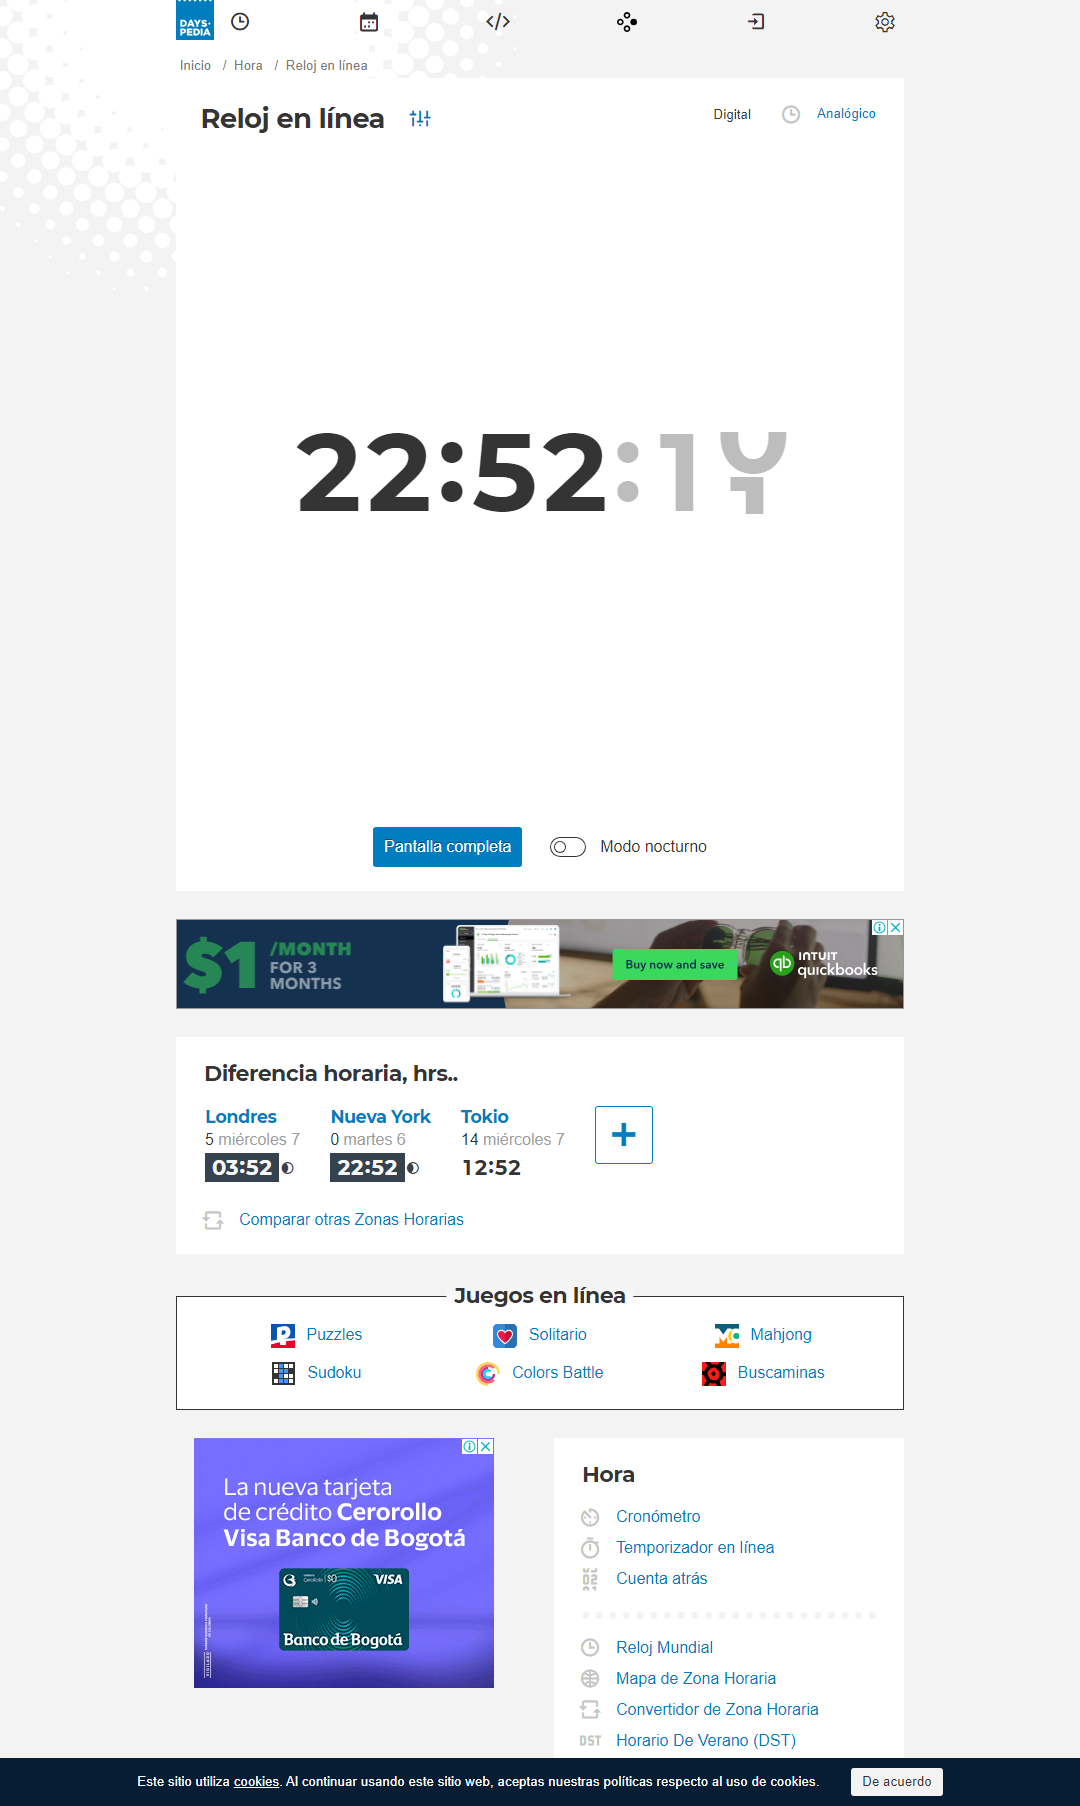 DAYS-
PEDIA
Inicio / Hora / Reloj en línea
Reloj en línea
Digital
Analógico
22:52:1
Pantalla completa
Modo nocturno
$1 /MONTH
FOR 3
MONTHS
Buy now and save
qb INTUIT
quickbooks
Diferencia horaria, hrs..
Londres
5 miércoles 7
03:52
Nueva York
0 martes 6
22:52
Tokio
14 miércoles 7
12:52
Comparar otras Zonas Horarias
Juegos en línea
Puzzles
Solitario
Mahjong
Sudoku
Colors Battle
Buscaminas
La nueva tarjeta
de crédito Cerorollo
Visa Banco de Bogotá
Cerorollo $0
VISA
Banco de Bogotá
Hora
Cronómetro
Temporizador en línea
Cuenta atrás
Reloj Mundial
Mapa de Zona Horaria
Convertidor de Zona Horaria
DST Horario De Verano (DST)
Este sitio utiliza cookies. Al continuar usando este sitio web, aceptas nuestras políticas respecto al uso de cookies.
De acuerdo